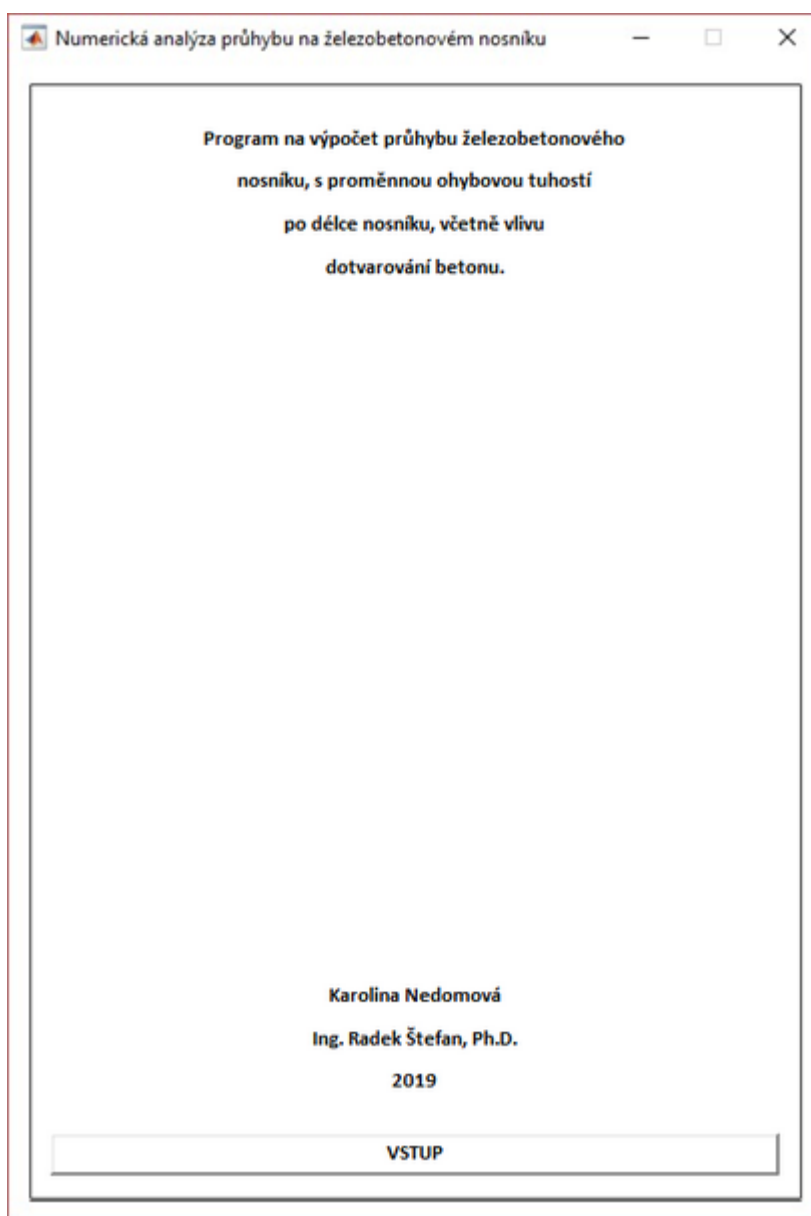 Numerická analýza průhybu na železobetonovém nosníku
Program na výpočet průhybu železobetonového
nosníku, s proměnnou ohybovou tuhostí
po délce nosníku, včetně vlivu
dotvarování betonu.
Karolina Nedomová
Ing. Radek Štefan, Ph.D.
2019
VSTUP